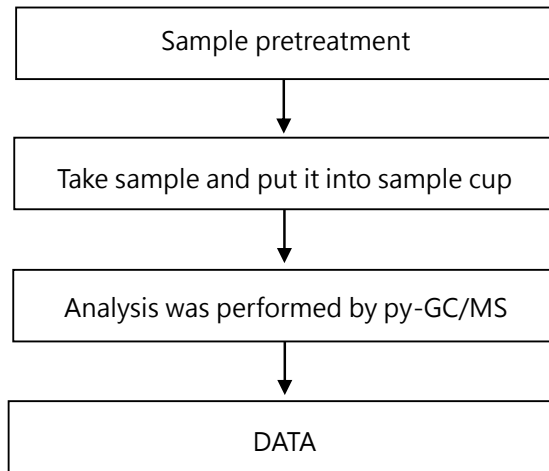 Sample pretreatment
Take sample and put it into sample cup
Analysis was performed by py-GC/MS
DATA